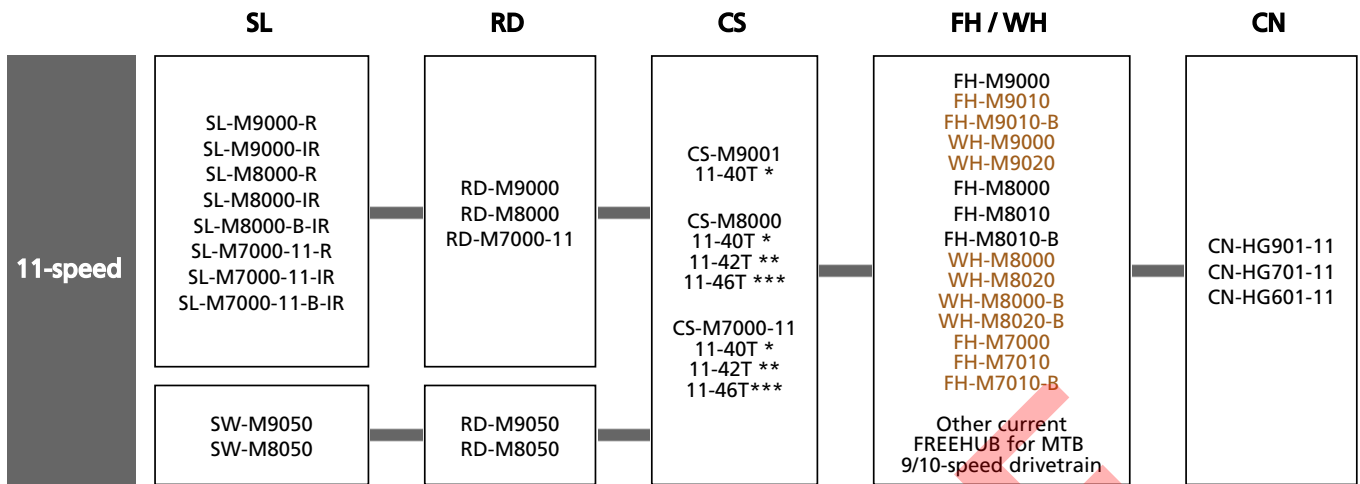 SL
RD
CS
FH / WH
CN
11-speed
SL-M9000-R
SL-M9000-IR
SL-M8000-R
SL-M8000-IR
SL-M8000-B-IR
SL-M7000-11-R
SL-M7000-11-IR
SL-M7000-11-B-IR
RD-M9000
RD-M8000
RD-M7000-11
SW-M9050
SW-M8050
RD-M9050
RD-M8050
CS-M9001
11-40T *
CS-M8000
11-40T *
11-42T **
11-46T ***
CS-M7000-11
11-40T *
11-42T **
11-46T***
FH-M9000
FH-M9010
FH-M9010-B
WH-M9000
WH-M9020
FH-M8000
FH-M8010
FH-M8010-B
WH-M8000
WH-M8020
WH-M8000-B
WH-M8020-B
FH-M7000
FH-M7010
FH-M7010-B
Other current
FREEHUB for MTB
9/10-speed drivetrain
CN-HG901-11
CN-HG701-11
CN-HG601-11